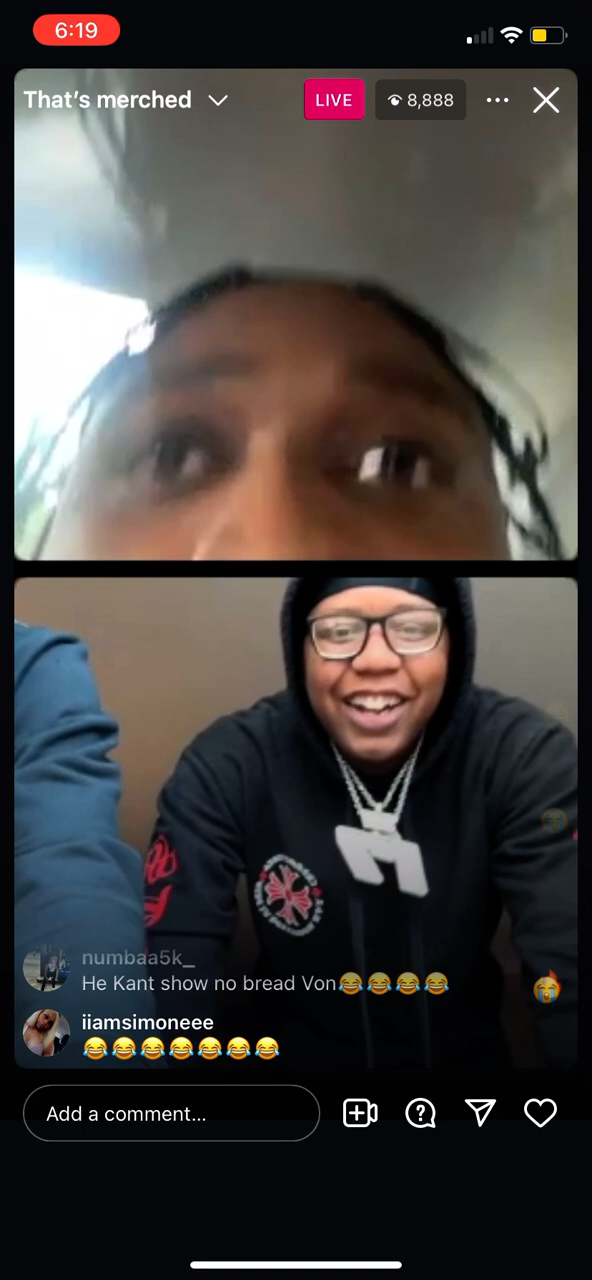 6:19
That’s merched
LIVE
8,888
numbaa5k_
He Kant show no bread Von😂😂😂😂
iiamsimoneee
😂😂😂😂😂😂😂
Add a comment...